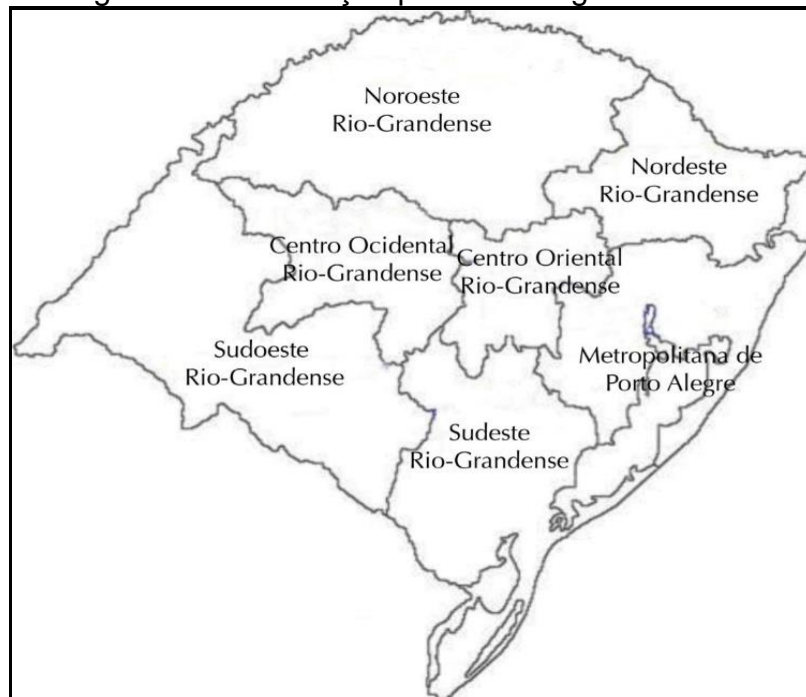 Noroeste
Rio-Grandense
Nordeste
Rio-Grandense
Centro Ocidental
Rio-Grandense
Centro Oriental
Rio-Grandense
Sudoeste
Rio-Grandense
Metropolitana de
Porto Alegre
Sudeste
Rio-Grandense